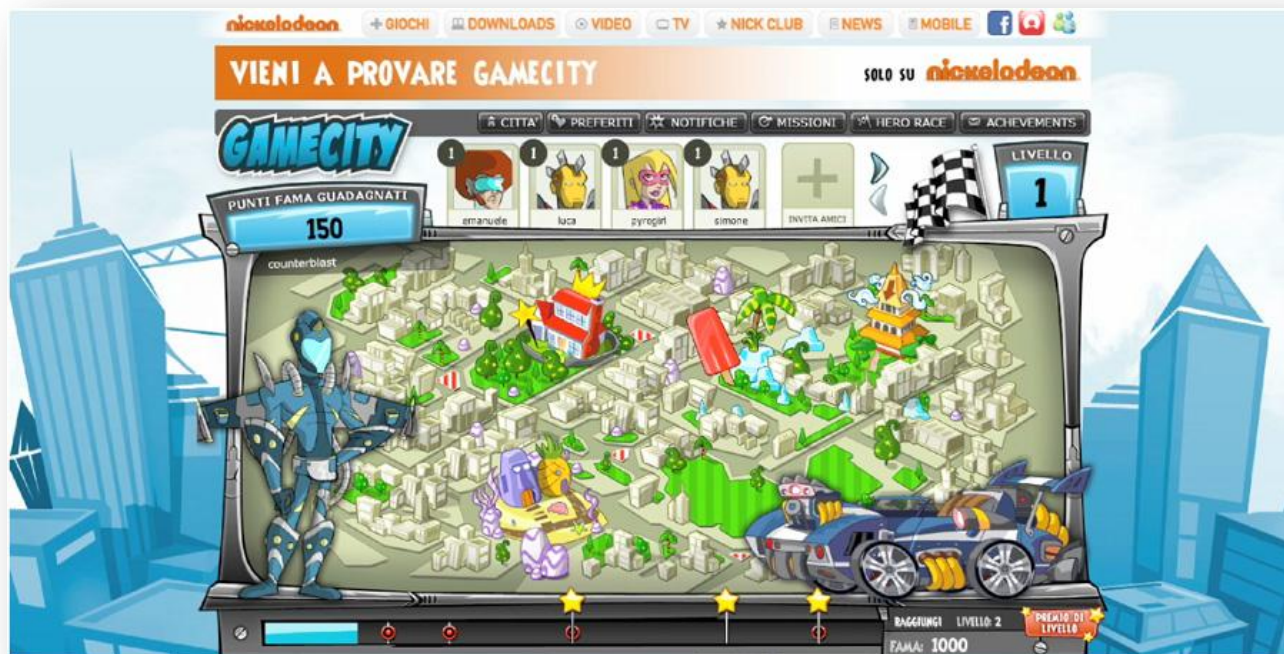 nickelodeon GIOCHI DOWNLOADS VIDEO TV NICK CLUB NEWS MOBILE f
VIENI A PROVARE GAMECITY SOLO SU nickelodeon
GAMECITY
CITTA' PREFERITI NOTIFICHE MISSIONI HERO RACE ACHEVEMENTS
1 1 1 1
emanuele luca pyrogirl simone INVITA AMICI
LIVELLO
1
PUNTI FAMA GUADAGNATI
150
counterblast
RAGGIUNGI LIVELLO: 2
FAMA: 1000
PREMIO DI
LIVELLO